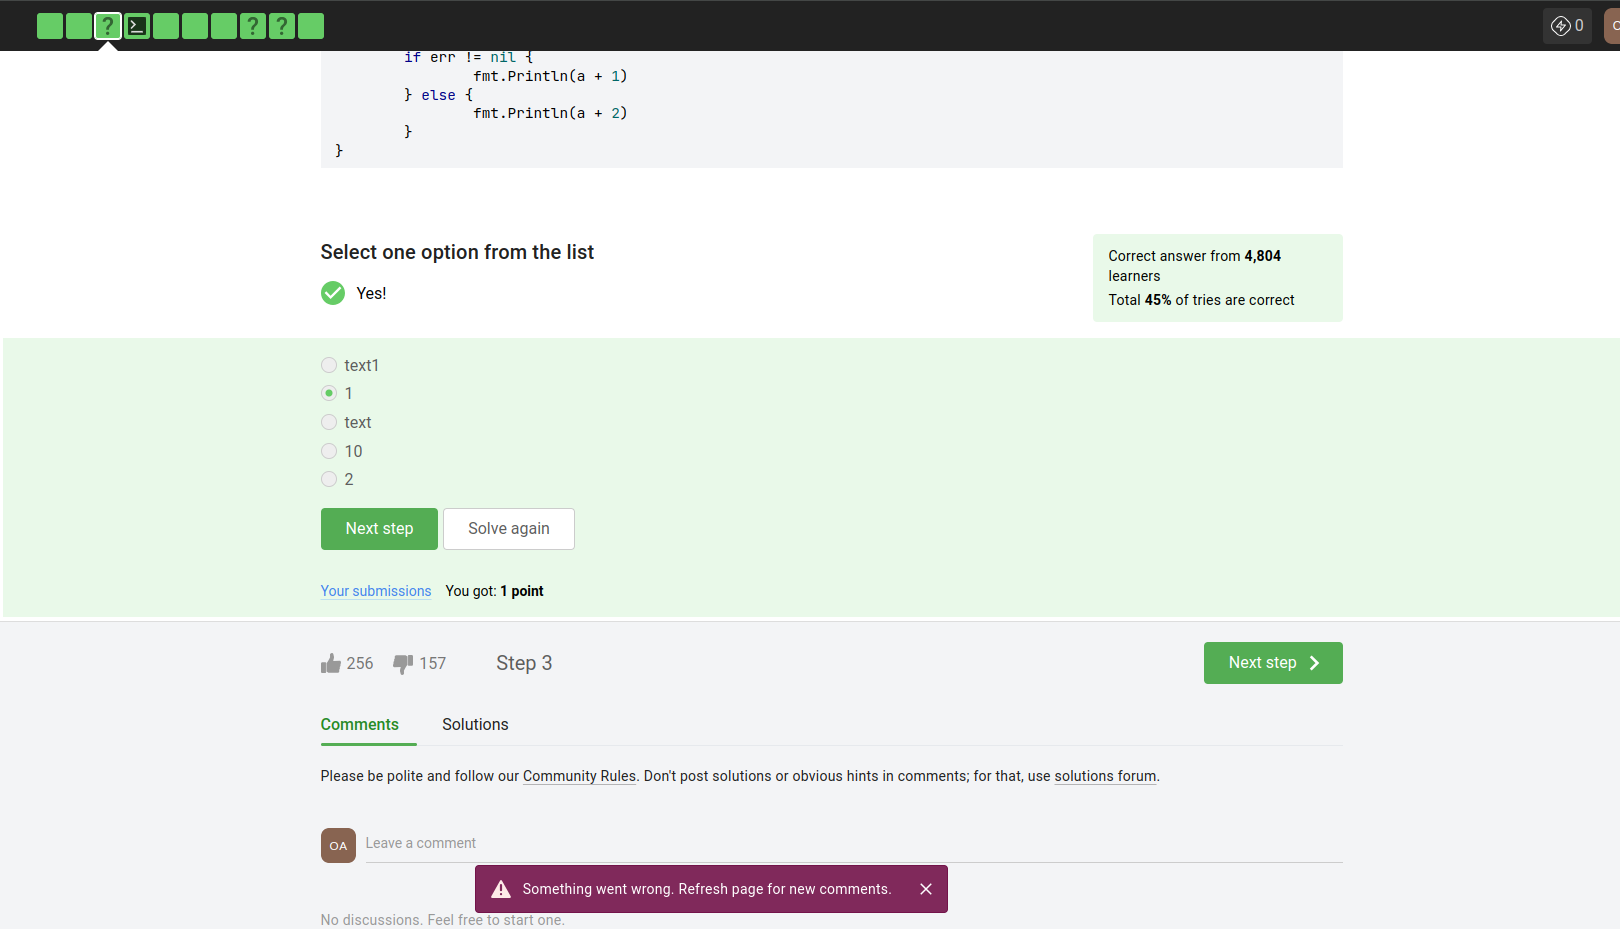 ? >_ ? ? 0
if err != nil {
fmt.Println(a + 1)
} else {
fmt.Println(a + 2)
}
}
Select one option from the list
Yes!
Correct answer from 4,804
learners
Total 45% of tries are correct
text1
1
text
10
2
Next step Solve again
Your submissions You got: 1 point
256 157 Step 3 Next step
Comments Solutions
Please be polite and follow our Community Rules. Don't post solutions or obvious hints in comments; for that, use solutions forum.
OA Leave a comment
Something went wrong. Refresh page for new comments.
No discussions. Feel free to start one.